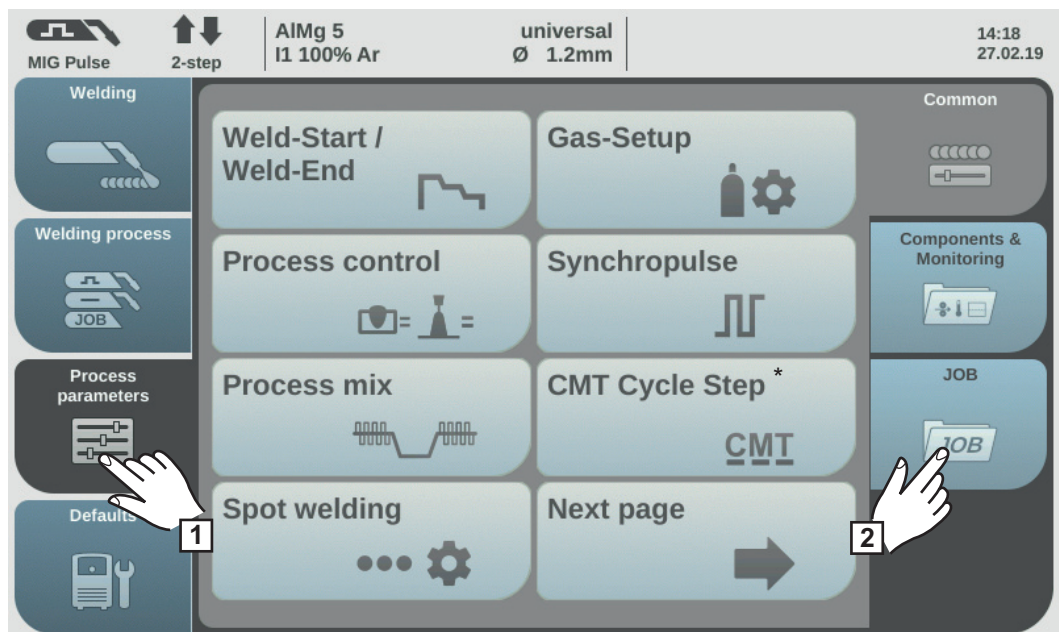 MIG Pulse
2-step
AlMg 5
I1 100% Ar
universal
Ø 1.2mm
14:18
27.02.19
Welding
Welding process
JOB
Process
parameters
Defaults
Weld-Start /
Weld-End
Gas-Setup
Process control
= =
Synchropulse
Process mix
CMT Cycle Step *
CMT
Spot welding
Next page
Common
Components &
Monitoring
JOB
JOB
1
2